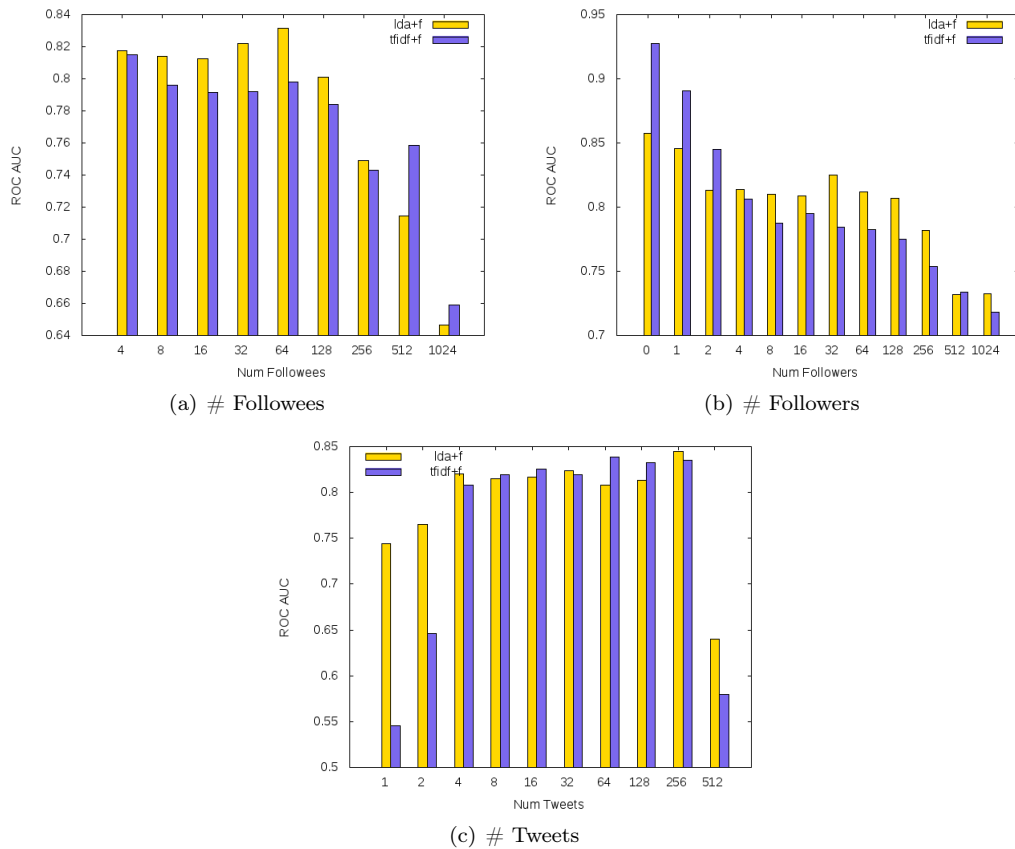 0.84
0.82
0.8
0.78
0.76
0.74
0.72
0.7
0.68
0.66
0.64
ROC AUC
lda+f
tfidf+f
4 8 16 32 64 128 256 512 1024
Num Followees
(a) # Followees
0.95
0.9
0.85
0.8
0.75
0.7
ROC AUC
lda+f
tfidf+f
0 1 2 4 8 16 32 64 128 256 512 1024
Num Followers
(b) # Followers
0.85
0.8
0.75
0.7
0.65
0.6
0.55
0.5
ROC AUC
lda+f
tfidf+f
1 2 4 8 16 32 64 128 256 512
Num Tweets
(c) # Tweets